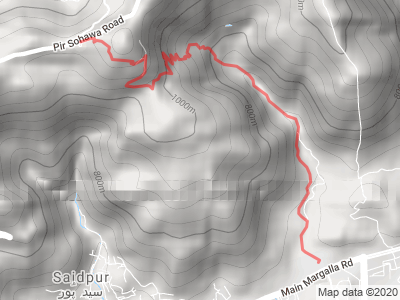 Pir Sohawa Road
1000m
800m
800m
Saidpur
سید پور
Main Margalla Rd
Map data ©2020